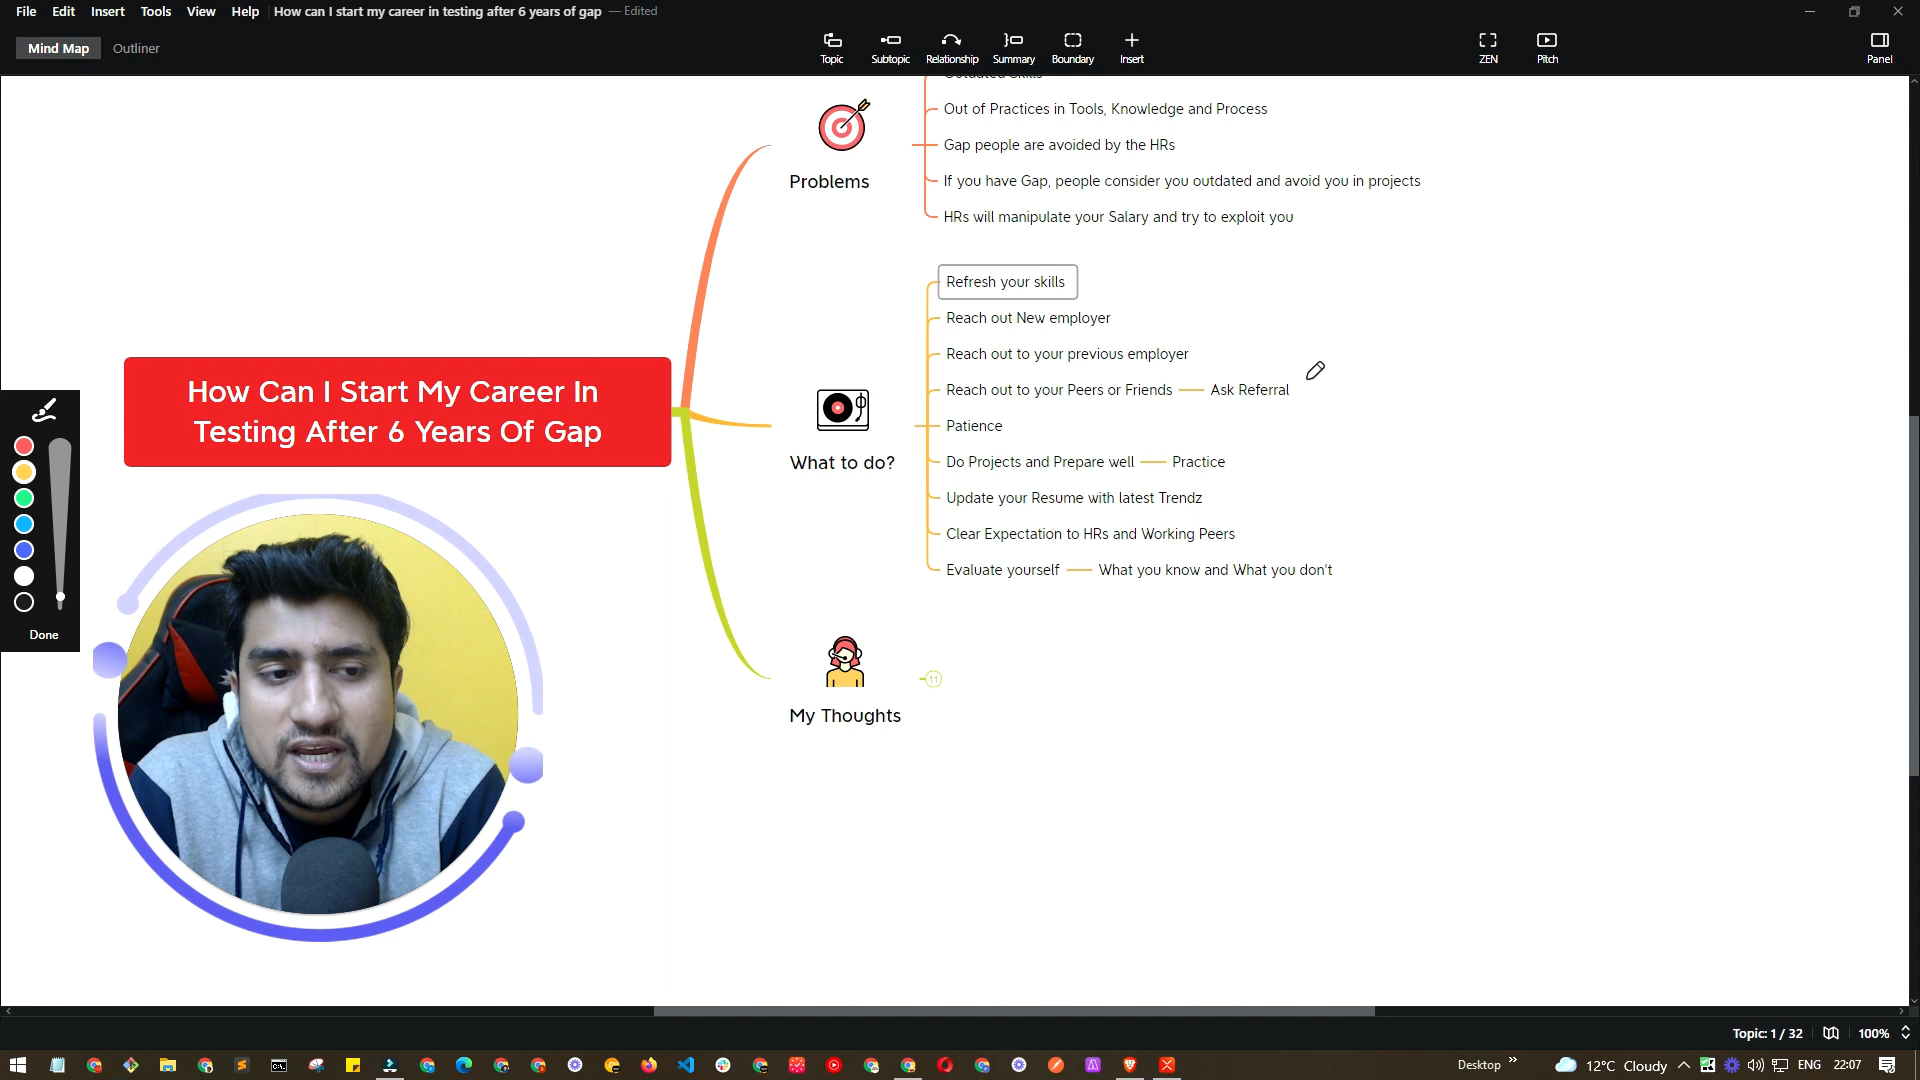 File Edit Insert Tools View Help How can I start my career in testing after 6 years of gap — Edited
Mind Map Outliner
Topic Subtopic Relationship Summary Boundary Insert
ZEN Pitch Panel
Outdated Skills
Out of Practices in Tools, Knowledge and Process
Gap people are avoided by the HRs
If you have Gap, people consider you outdated and avoid you in projects
HRs will manipulate your Salary and try to exploit you
Problems
Refresh your skills
Reach out New employer
Reach out to your previous employer
Reach out to your Peers or Friends Ask Referral
Patience
Do Projects and Prepare well Practice
Update your Resume with latest Trendz
Clear Expectation to HRs and Working Peers
Evaluate yourself What you know and What you don't
What to do?
How Can I Start My Career In
Testing After 6 Years Of Gap
Done
11
My Thoughts
Topic: 1 / 32 100%
Desktop 12°C Cloudy ENG 22:07